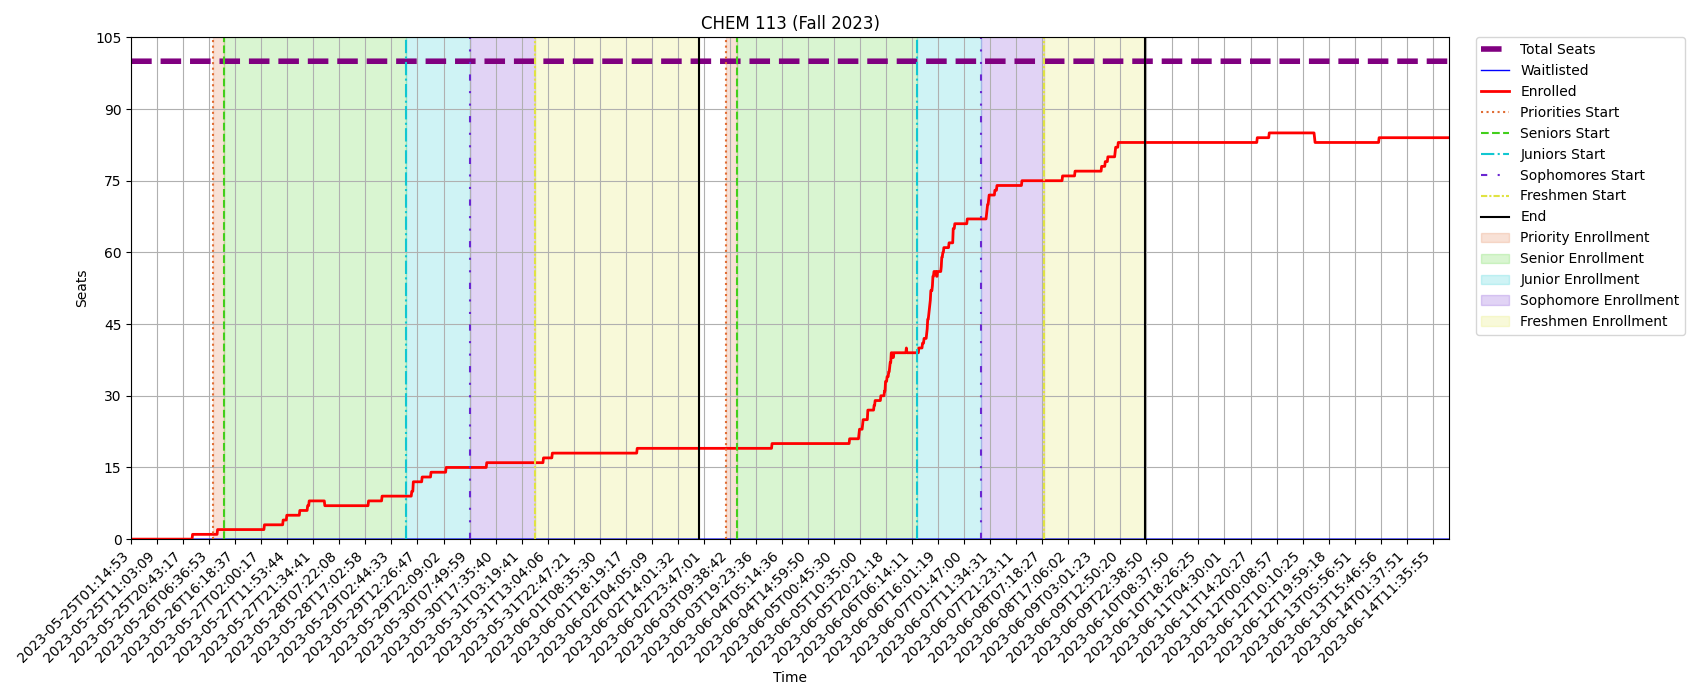 CHEM 113 (Fall 2023)
105
90
75
60
45
30
15
0
Seats
2023-05-25T01:14:53
2023-05-25T11:03:09
2023-05-25T20:43:17
2023-05-26T06:36:53
2023-05-26T16:18:37
2023-05-27T02:00:17
2023-05-27T11:53:44
2023-05-27T21:34:41
2023-05-28T07:22:08
2023-05-28T17:02:58
2023-05-29T02:44:33
2023-05-29T12:26:47
2023-05-29T22:09:02
2023-05-30T07:49:59
2023-05-30T17:35:40
2023-05-31T03:19:41
2023-05-31T13:04:06
2023-05-31T22:47:21
2023-06-01T08:35:30
2023-06-01T18:19:17
2023-06-02T04:05:09
2023-06-02T14:01:32
2023-06-02T23:47:01
2023-06-03T09:38:42
2023-06-03T19:23:36
2023-06-04T05:14:36
2023-06-04T14:59:50
2023-06-05T00:45:30
2023-06-05T10:35:00
2023-06-05T20:21:18
2023-06-06T06:14:11
2023-06-06T16:01:19
2023-06-07T01:47:00
2023-06-07T11:34:31
2023-06-07T21:23:11
2023-06-08T07:18:27
2023-06-08T17:06:02
2023-06-09T03:01:23
2023-06-09T12:50:20
2023-06-09T22:38:50
2023-06-10T08:37:50
2023-06-10T18:26:25
2023-06-11T04:30:01
2023-06-11T14:20:27
2023-06-12T00:08:57
2023-06-12T10:10:25
2023-06-12T19:59:18
2023-06-13T05:56:51
2023-06-13T15:46:56
2023-06-14T01:37:51
2023-06-14T11:35:55
Time
Total Seats
Waitlisted
Enrolled
Priorities Start
Seniors Start
Juniors Start
Sophomores Start
Freshmen Start
End
Priority Enrollment
Senior Enrollment
Junior Enrollment
Sophomore Enrollment
Freshmen Enrollment